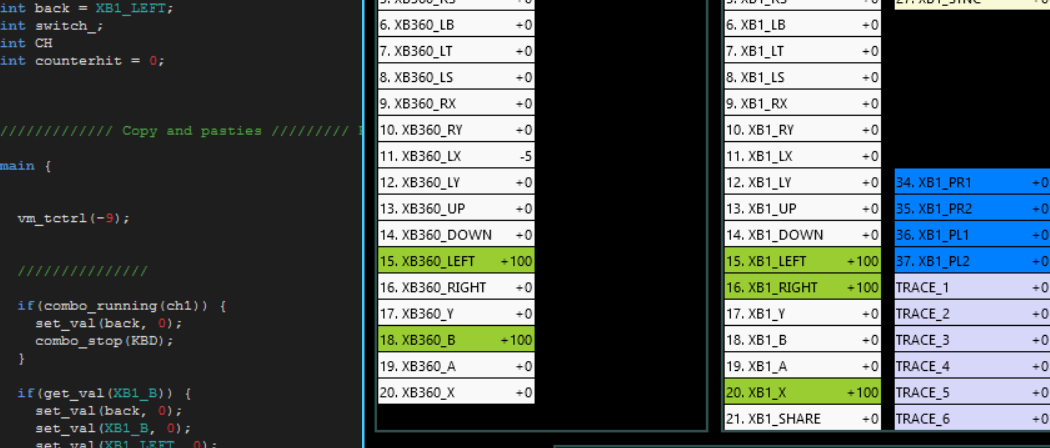 int back = XB1_LEFT;
int switch_;
int CH
int counterhit = 0;
///////////// Copy and pasties /////////
main {
vm_tctrl(-9);
///////////////
if(combo_running(ch1)) {
set_val(back, 0);
combo_stop(KBD);
}
if(get_val(XB1_B)) {
set_val(back, 0);
set_val(XB1_B, 0);
set_val(XB1_LEFT, 0);
5. XB360_RS +0
6. XB360_LB +0
7. XB360_LT +0
8. XB360_LS +0
9. XB360_RX +0
10. XB360_RY +0
11. XB360_LX -5
12. XB360_LY +0
13. XB360_UP +0
14. XB360_DOWN +0
15. XB360_LEFT +100
16. XB360_RIGHT +0
17. XB360_Y +0
18. XB360_B +100
19. XB360_A +0
20. XB360_X +0
5. XB1_RS +0
6. XB1_LB +0
7. XB1_LT +0
8. XB1_LS +0
9. XB1_RX +0
10. XB1_RY +0
11. XB1_LX +0
12. XB1_LY +0
13. XB1_UP +0
14. XB1_DOWN +0
15. XB1_LEFT +100
16. XB1_RIGHT +100
17. XB1_Y +0
18. XB1_B +0
19. XB1_A +0
20. XB1_X +100
21. XB1_SHARE +0
27. XB1_SYNC +0
34. XB1_PR1 +0
35. XB1_PR2 +0
36. XB1_PL1 +0
37. XB1_PL2 +0
TRACE_1 +0
TRACE_2 +0
TRACE_3 +0
TRACE_4 +0
TRACE_5 +0
TRACE_6 +0